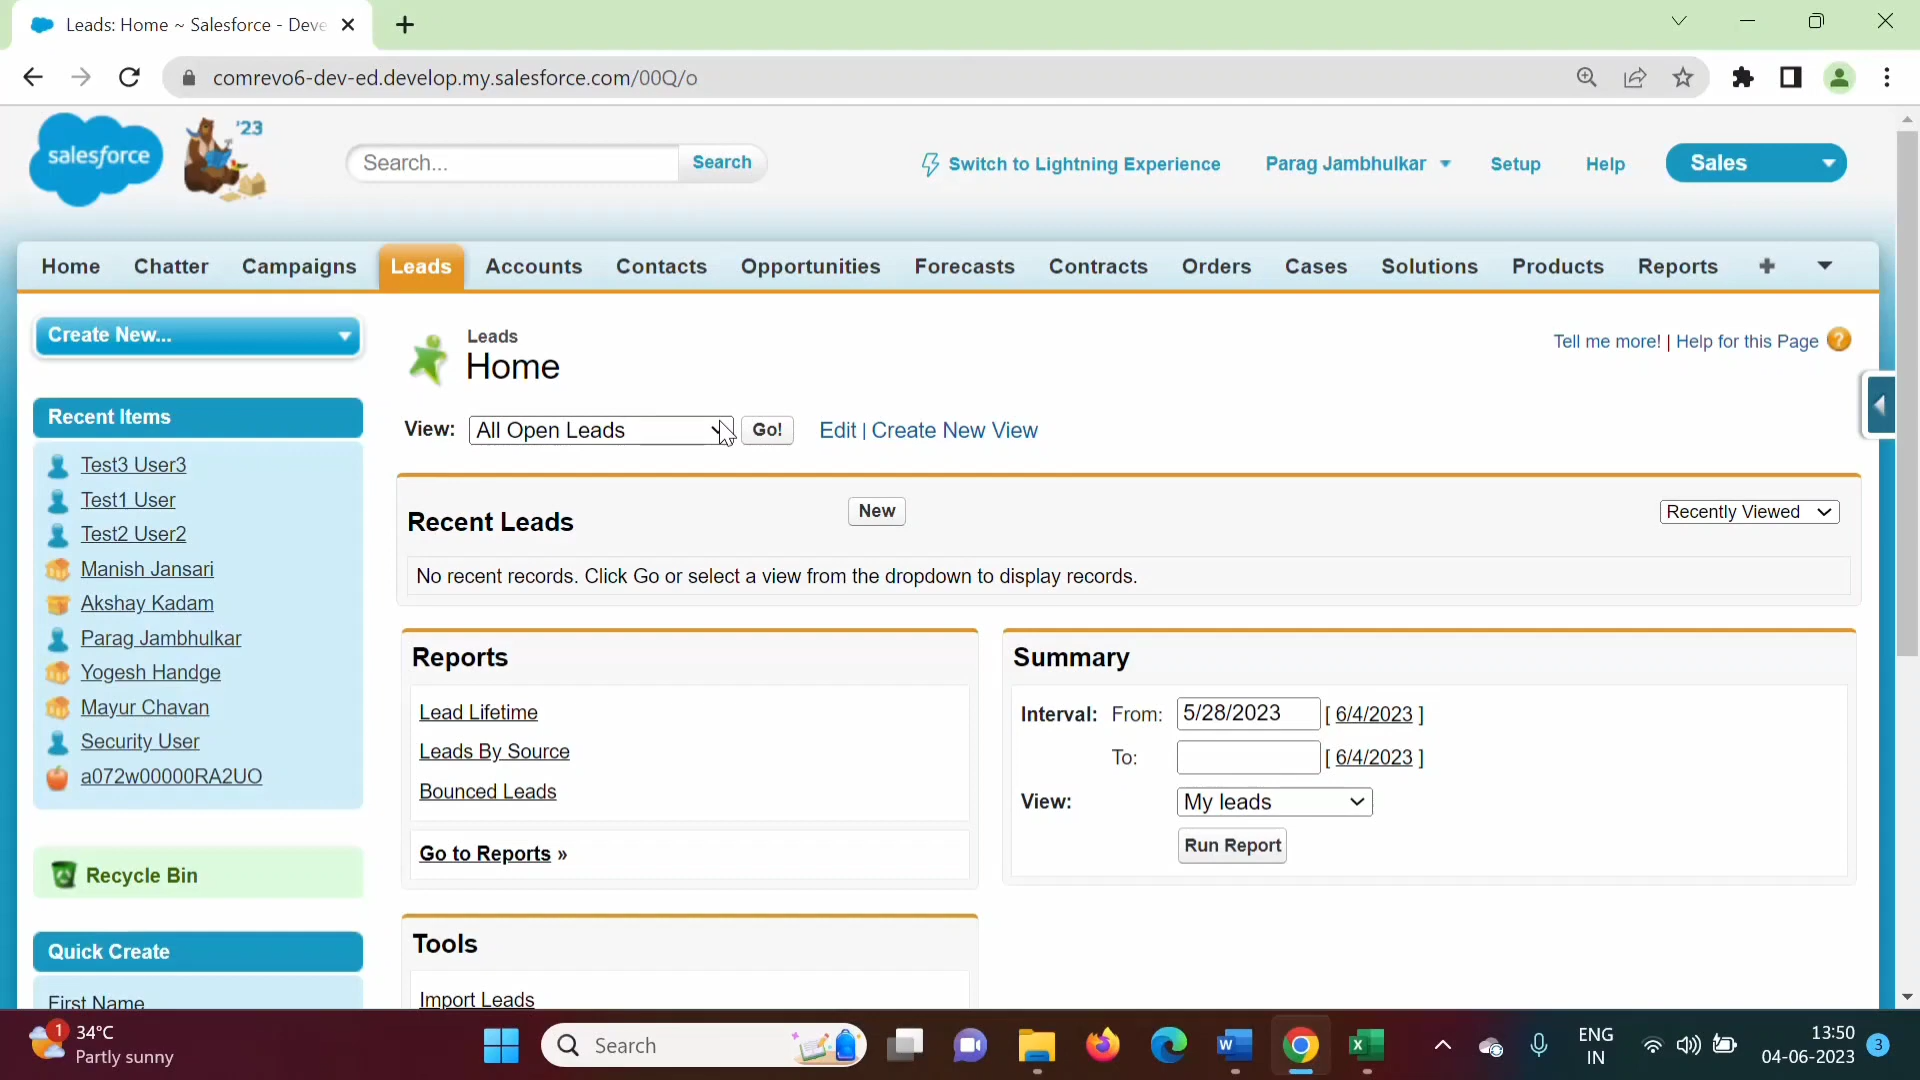 Leads: Home ~ Salesforce - Deve
comrevo6-dev-ed.develop.my.salesforce.com/00Q/o
salesforce
'23
Search...
Search
Switch to Lightning Experience
Parag Jambhulkar
Setup
Help
Sales
Home
Chatter
Campaigns
Leads
Accounts
Contacts
Opportunities
Forecasts
Contracts
Orders
Cases
Solutions
Products
Reports
Create New...
Recent Items
Test3 User3
Test1 User
Test2 User2
Manish Jansari
Akshay Kadam
Parag Jambhulkar
Yogesh Handge
Mayur Chavan
Security User
a072w00000RA2UO
Recycle Bin
Quick Create
First Name
Leads
Home
Tell me more! | Help for this Page
View: All Open Leads Go! Edit | Create New View
Recent Leads
New
Recently Viewed
No recent records. Click Go or select a view from the dropdown to display records.
Reports
Lead Lifetime
Leads By Source
Bounced Leads
Go to Reports »
Summary
Interval: From: 5/28/2023 [ 6/4/2023 ]
To: [ 6/4/2023 ]
View: My leads
Run Report
Tools
Import Leads
1
34°C
Partly sunny
Search
ENG
IN
13:50
04-06-2023
3